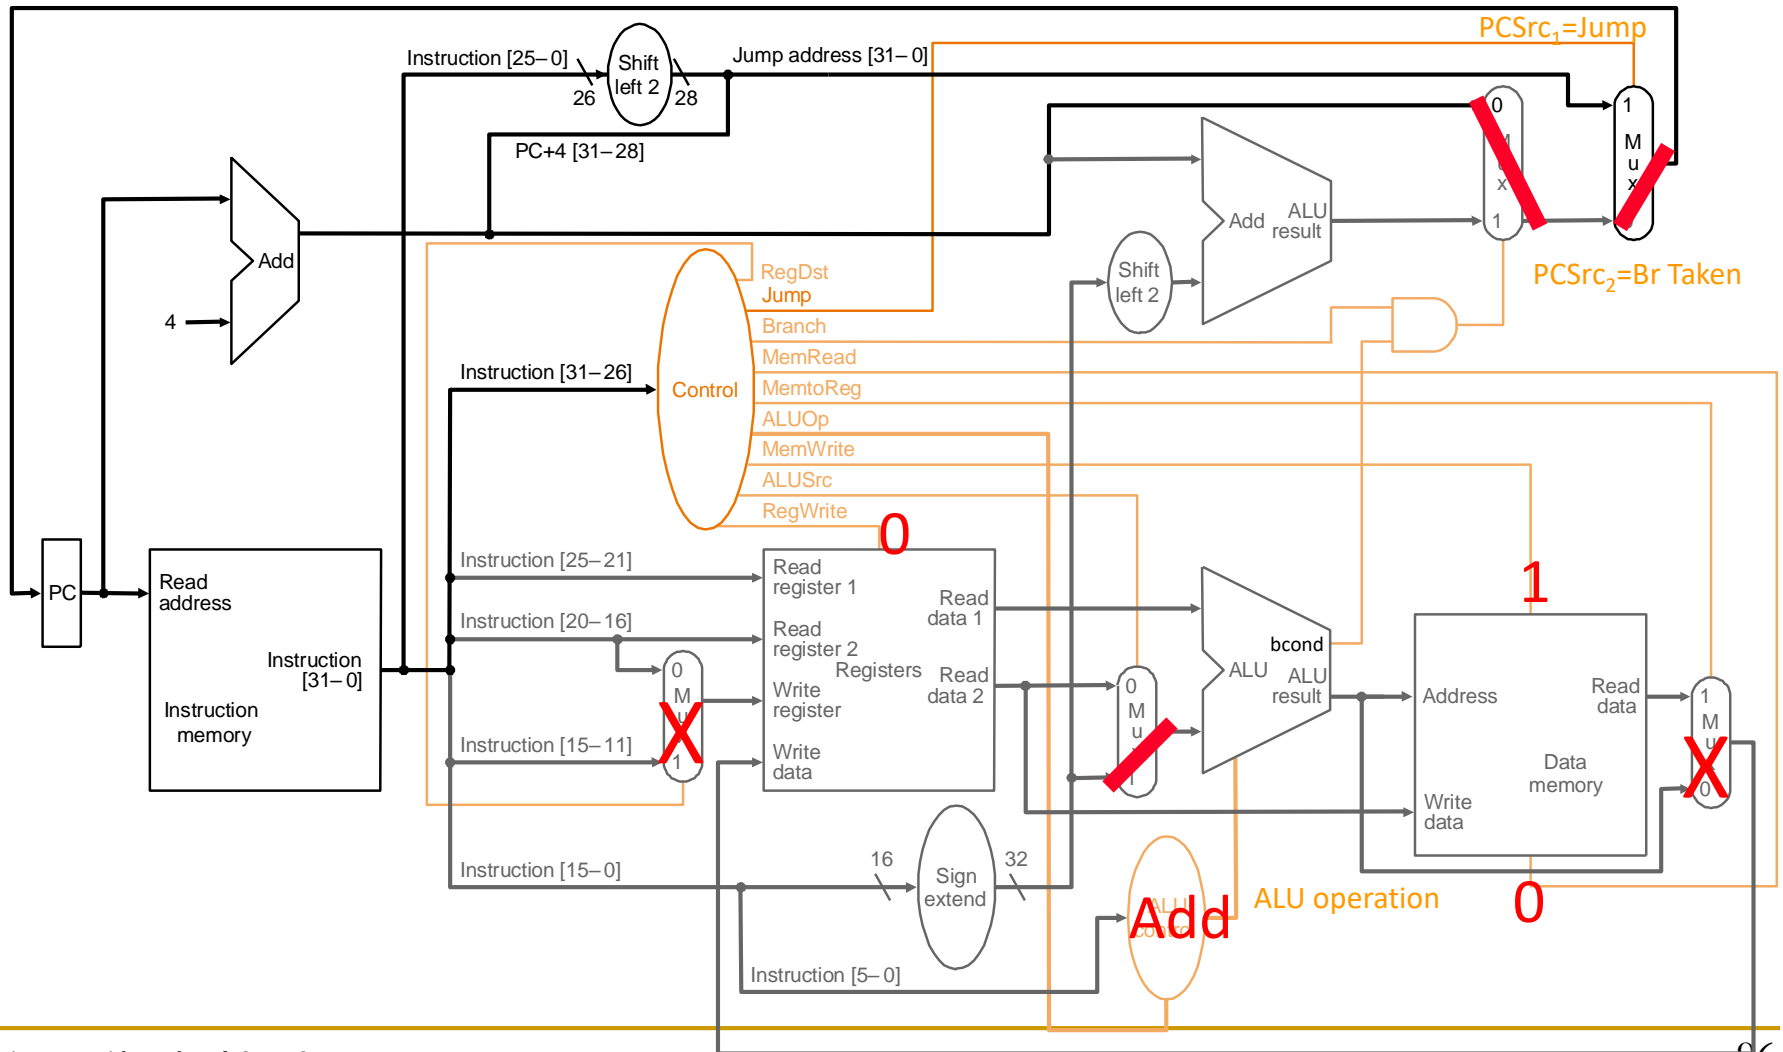 PCSrc1=Jump
Instruction [25–0]
Shift
left 2
Jump address [31–0]
26
28
PC+4 [31–28]
0
M
u
x
1
1
M
u
x
Add
Add
ALU
result
4
Shift
left 2
PCSrc2=Br Taken
RegDst
Jump
Branch
MemRead
MemtoReg
ALUOp
MemWrite
ALUSrc
RegWrite
Instruction [31–26]
Control
0
PC
Read
address
Instruction
[31–0]
Instruction
memory
Instruction [25–21]
Instruction [20–16]
Instruction [15–11]
Instruction [15–0]
0
M
u
X
1
Read
register 1
Read
register 2
Registers
Write
register
Write
data
Read
data 1
Read
data 2
0
M
u
bcond
ALU
ALU
result
1
Address
Read
data
Data
memory
Write
data
1
M
u
X
0
0
16
Sign
extend
32
ALU
control
Add
ALU operation
Instruction [5–0]